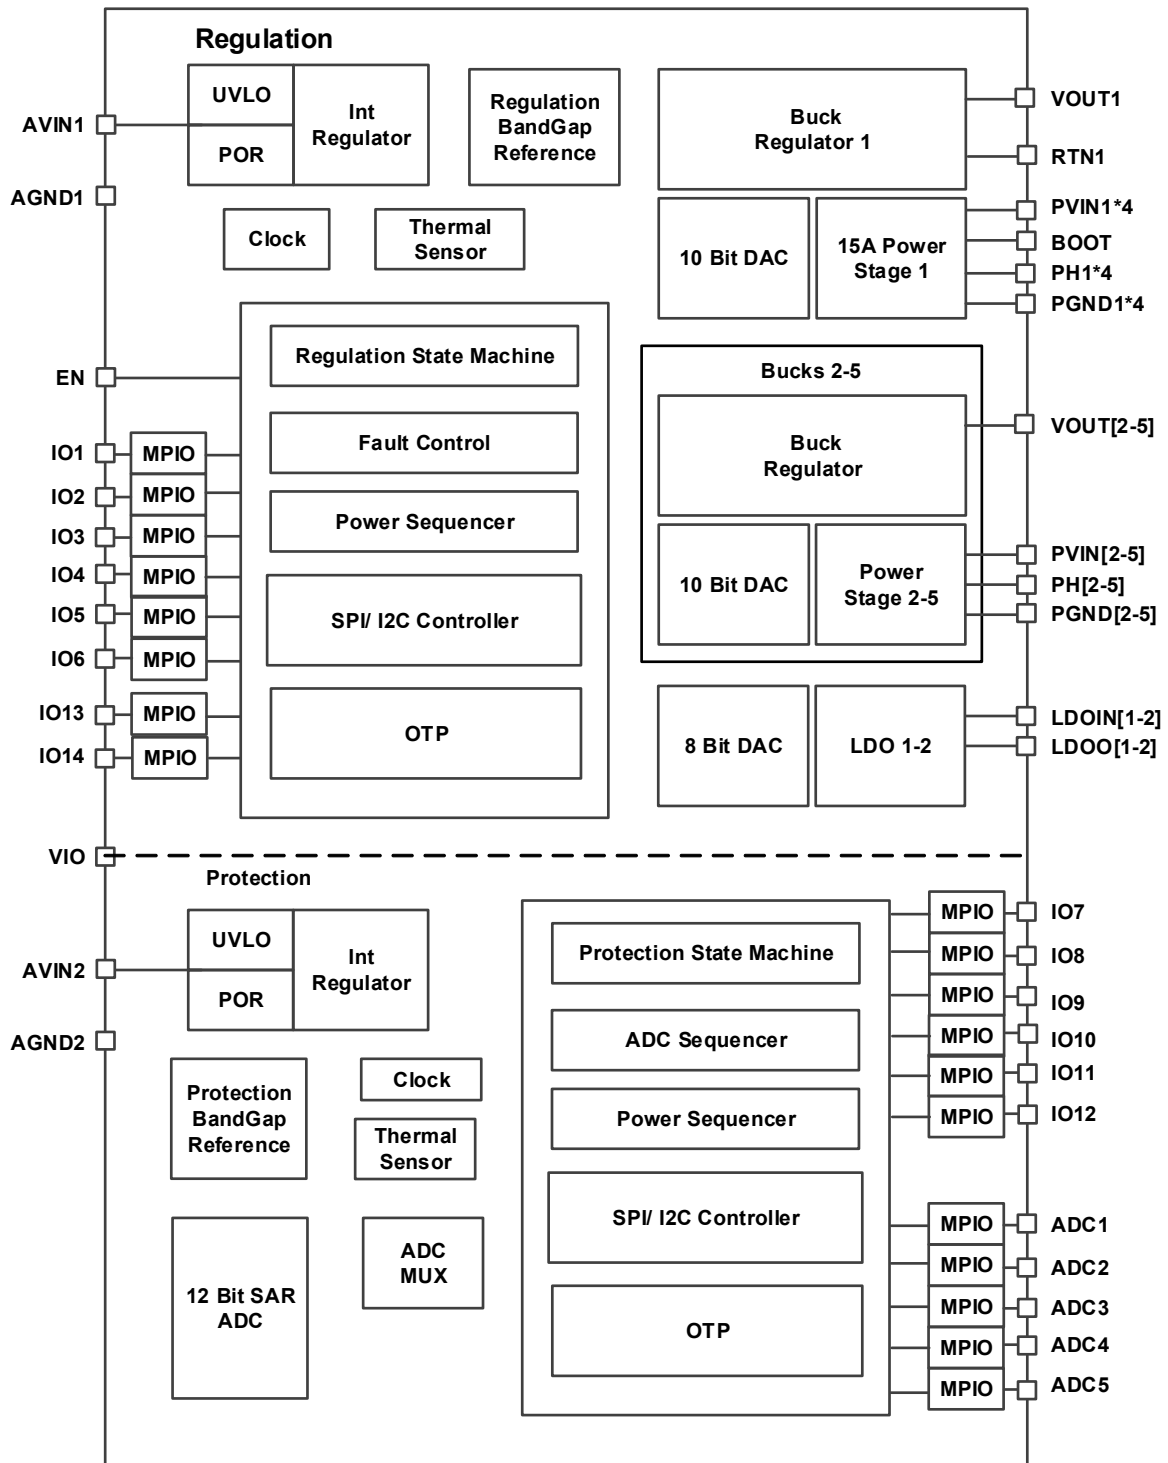 Regulation
AVIN1
UVLO
POR
Int
Regulator
Regulation
BandGap
Reference
AGND1
Clock
Thermal
Sensor
Buck
Regulator 1
VOUT1
RTN1
10 Bit DAC
15A Power
Stage 1
PVIN1*4
BOOT
PH1*4
PGND1*4
EN
IO1
MPIO
IO2
MPIO
IO3
MPIO
IO4
MPIO
IO5
MPIO
IO6
MPIO
IO13
MPIO
IO14
MPIO
Regulation State Machine
Fault Control
Power Sequencer
SPI/ I2C Controller
OTP
Bucks 2-5
Buck
Regulator
VOUT[2-5]
10 Bit DAC
Power
Stage 2-5
PVIN[2-5]
PH[2-5]
PGND[2-5]
8 Bit DAC
LDO 1-2
LDOIN[1-2]
LDOO[1-2]
VIO
Protection
AVIN2
UVLO
POR
Int
Regulator
AGND2
Protection
BandGap
Reference
Clock
Thermal
Sensor
12 Bit SAR
ADC
ADC
MUX
Protection State Machine
ADC Sequencer
Power Sequencer
SPI/ I2C Controller
OTP
MPIO
IO7
MPIO
IO8
MPIO
IO9
MPIO
IO10
MPIO
IO11
MPIO
IO12
MPIO
ADC1
MPIO
ADC2
MPIO
ADC3
MPIO
ADC4
MPIO
ADC5